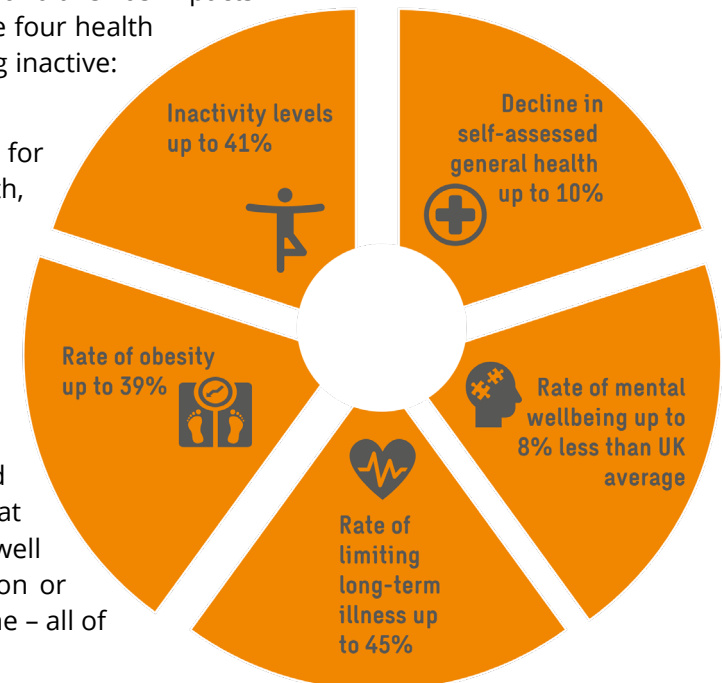 e four health
g inactive:
for
th,
d
at
well
on or
e – all of
Inactivity levels
up to 41%
Decline in
self-assessed
general health
up to 10%
Rate of obesity
up to 39%
Rate of mental
wellbeing up to
8% less than UK
average
Rate of
limiting
long-term
illness up
to 45%